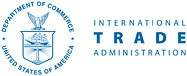 DEPARTMENT OF COMMERCE
UNITED STATES OF AMERICA
INTERNATIONAL
TRADE
ADMINISTRATION